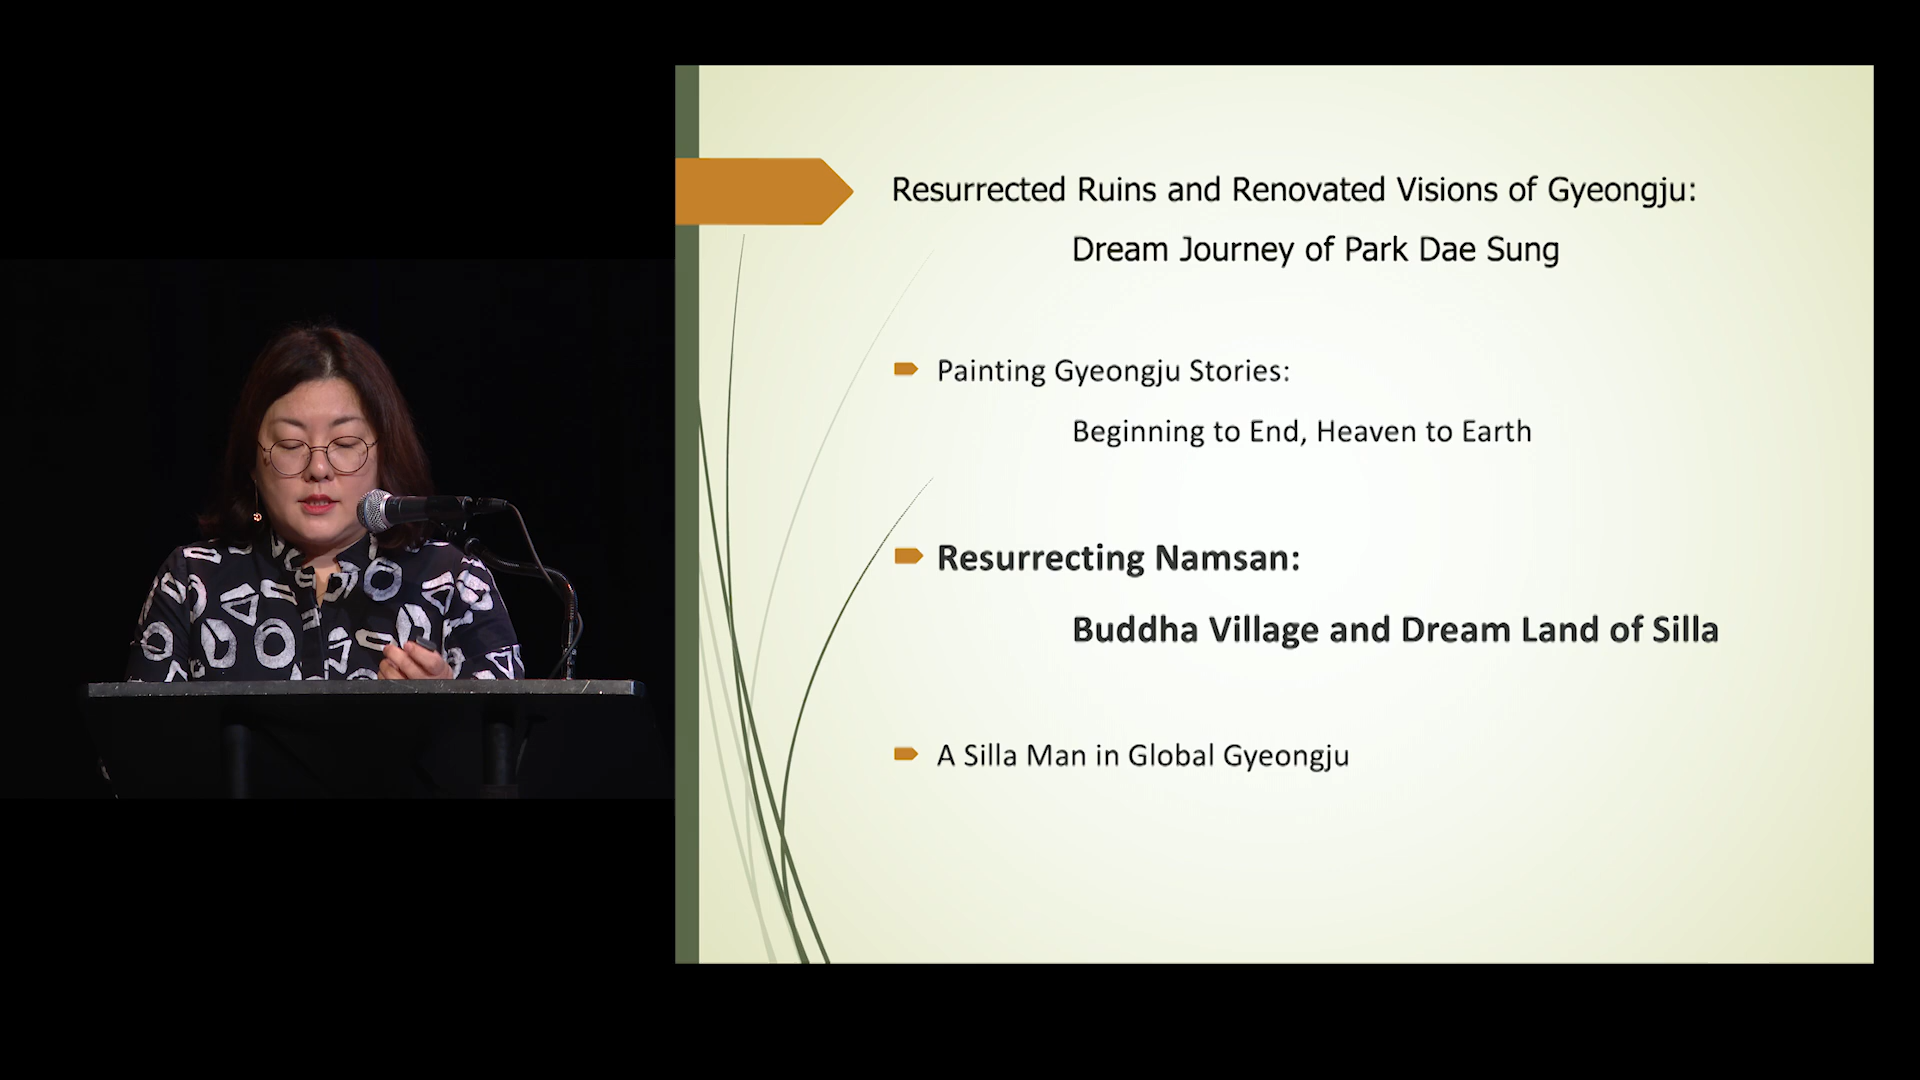 Resurrected Ruins and Renovated Visions of Gyeongju:
Dream Journey of Park Dae Sung
Painting Gyeongju Stories:
Beginning to End, Heaven to Earth
Resurrecting Namsan:
Buddha Village and Dream Land of Silla
A Silla Man in Global Gyeongju